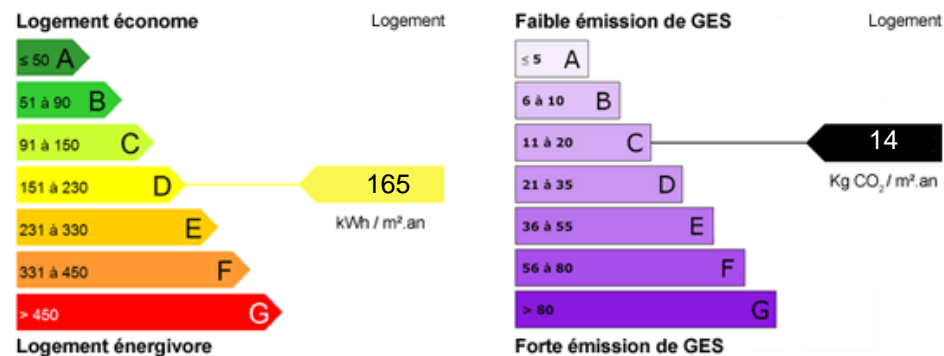 Logement économe Logement
≤ 50 A
51 à 90 B
91 à 150 C
151 à 230 D 165
kWh / m².an
231 à 330 E
331 à 450 F
> 450 G
Logement énergivore
Faible émission de GES Logement
≤ 5 A
6 à 10 B
11 à 20 C 14
Kg CO₂ / m².an
21 à 35 D
36 à 55 E
56 à 80 F
> 80 G
Forte émission de GES